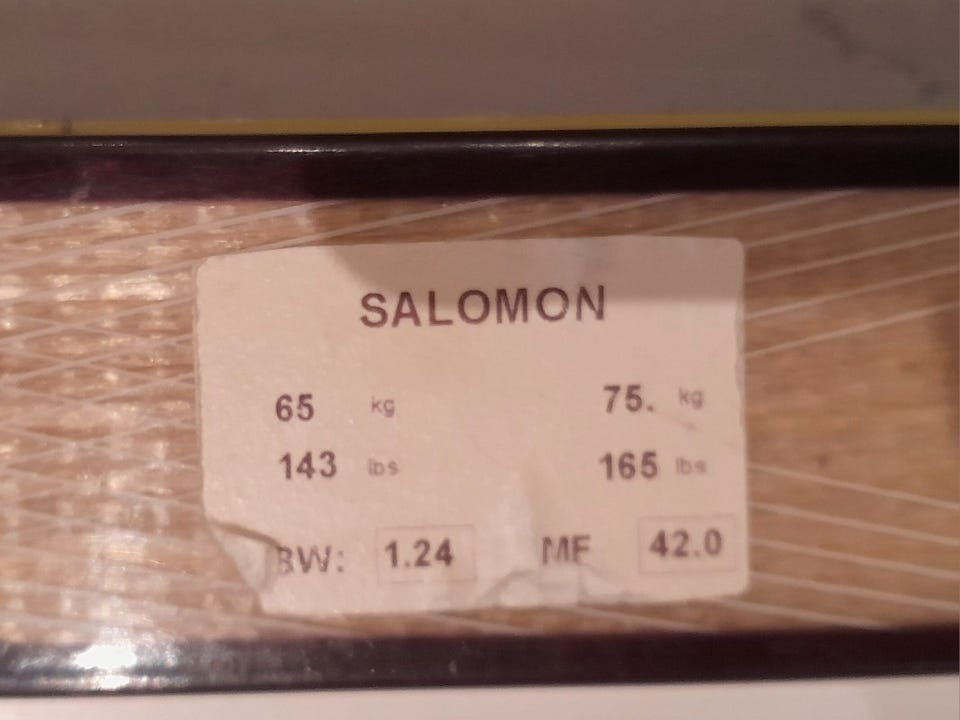 SALOMON
65 kg 75. kg
143 lbs 165 lbs
BW: 1.24 MF 42.0